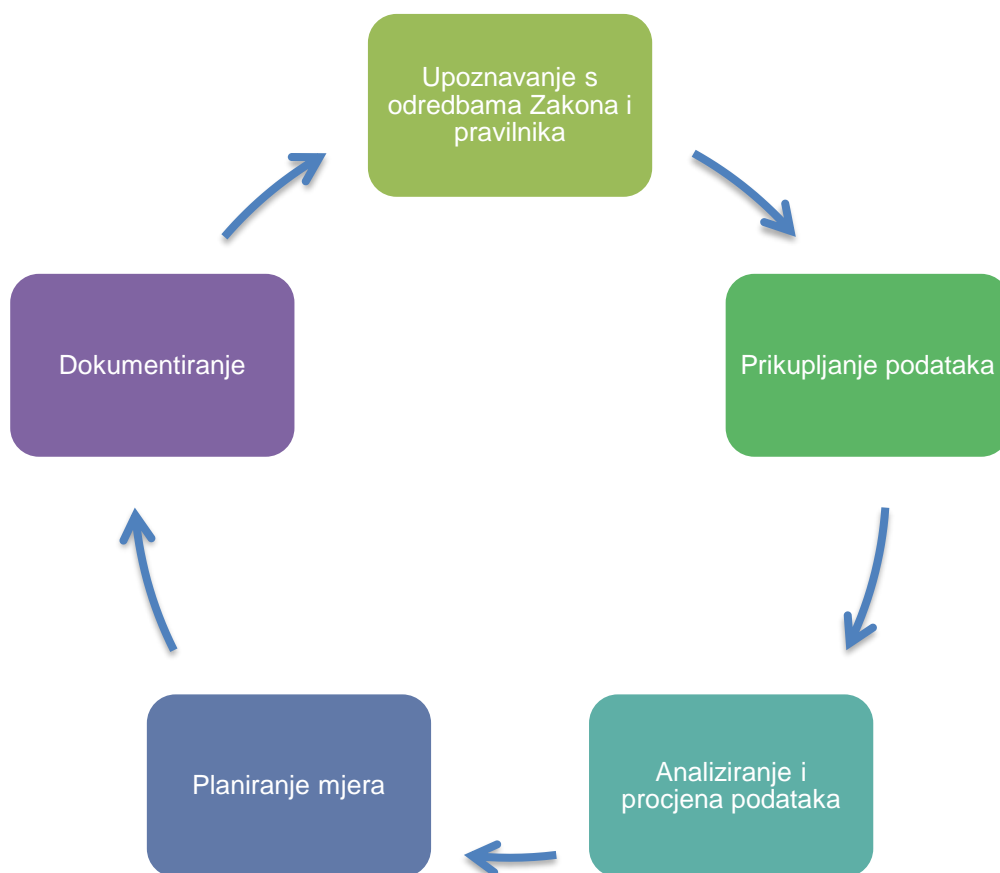 Upoznavanje s
odredbama Zakona i
pravilnika
Dokumentiranje
Prikupljanje podataka
Planiranje mjera
Analiziranje i
procjena podataka